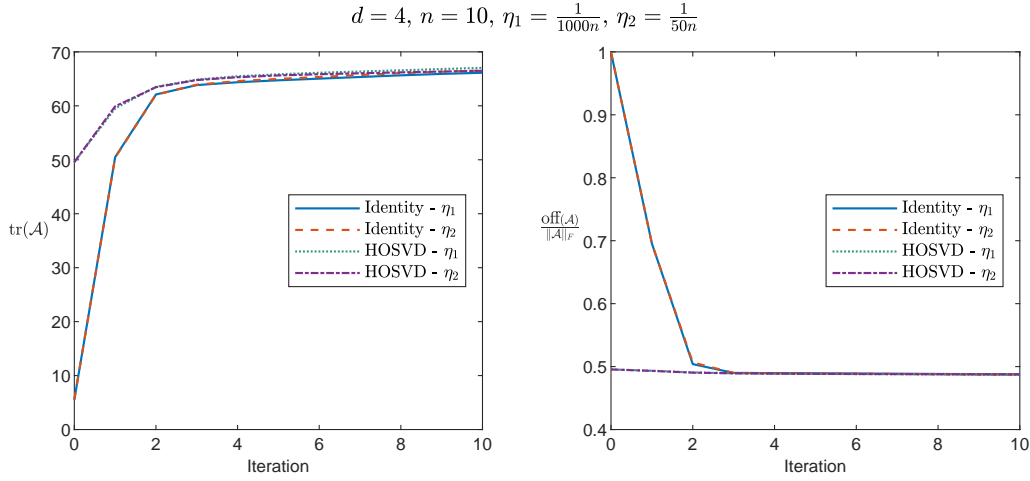 d = 4, n = 10, η₁ = 1/1000n, η₂ = 1/50n
70
60
50
40
30
20
10
0
tr(𝒜)
0 2 4 6 8 10
Iteration
Identity - η₁
Identity - η₂
HOSVD - η₁
HOSVD - η₂
1
0.9
0.8
0.7
0.6
0.5
0.4
off(𝒜)
‖𝒜‖F
0 2 4 6 8 10
Iteration
Identity - η₁
Identity - η₂
HOSVD - η₁
HOSVD - η₂